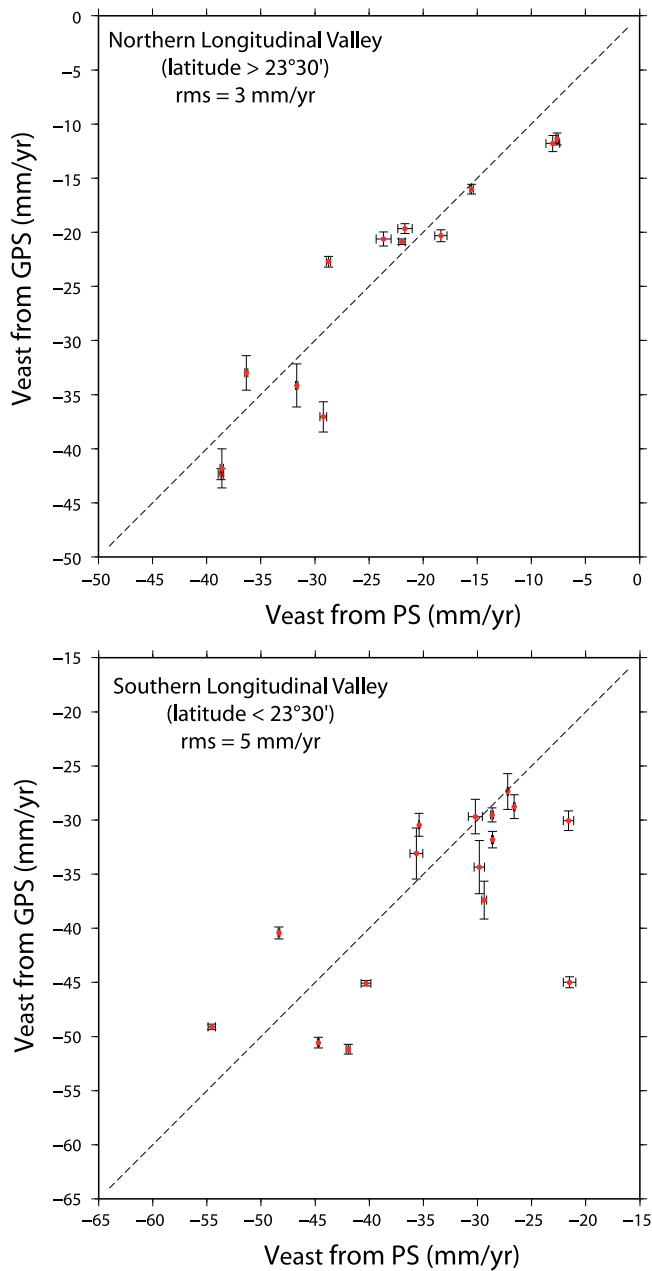 Northern Longitudinal Valley
(latitude > 23°30')
rms = 3 mm/yr
0
−5
−10
−15
−20
−25
−30
−35
−40
−45
−50
Veast from GPS (mm/yr)
−50 −45 −40 −35 −30 −25 −20 −15 −10 −5 0
Veast from PS (mm/yr)
Southern Longitudinal Valley
(latitude < 23°30')
rms = 5 mm/yr
−15
−20
−25
−30
−35
−40
−45
−50
−55
−60
−65
Veast from GPS (mm/yr)
−65 −60 −55 −50 −45 −40 −35 −30 −25 −20 −15
Veast from PS (mm/yr)